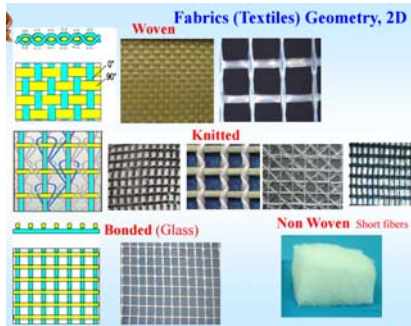 Fabrics (Textiles) Geometry, 2D
Woven
0°
90°
Knitted
Bonded (Glass)
Non Woven Short fibers